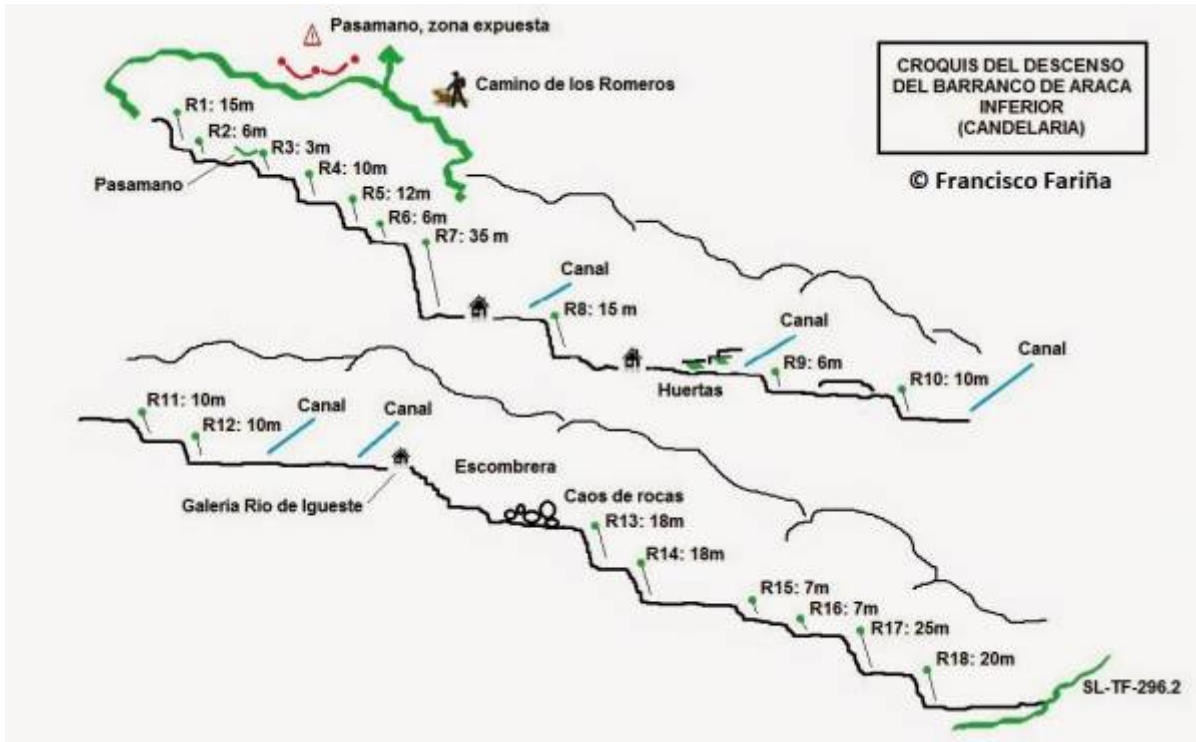 Pasamano, zona expuesta
Camino de los Romeros
CROQUIS DEL DESCENSO
DEL BARRANCO DE ARACA
INFERIOR
(CANDELARIA)
© Francisco Fariña
R1: 15m
R2: 6m
R3: 3m
Pasamano
R4: 10m
R5: 12m
R6: 6m
R7: 35 m
Canal
R8: 15 m
Canal
Huertas
R9: 6m
Canal
R10: 10m
R11: 10m
R12: 10m
Canal
Canal
Galeria Rio de Igueste
Escombrera
Caos de rocas
R13: 18m
R14: 18m
R15: 7m
R16: 7m
R17: 25m
R18: 20m
SL-TF-296.2